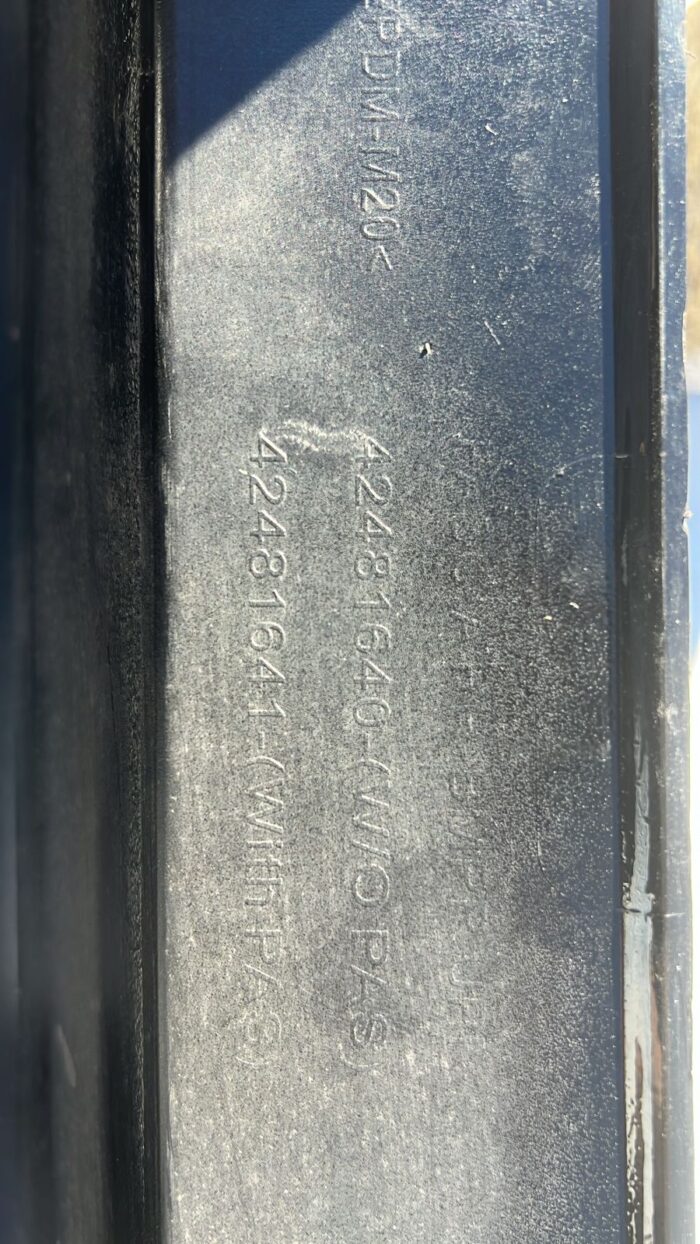 EPDM-M20<
42481640-(W/O PAS)
42481641-(With PAS)